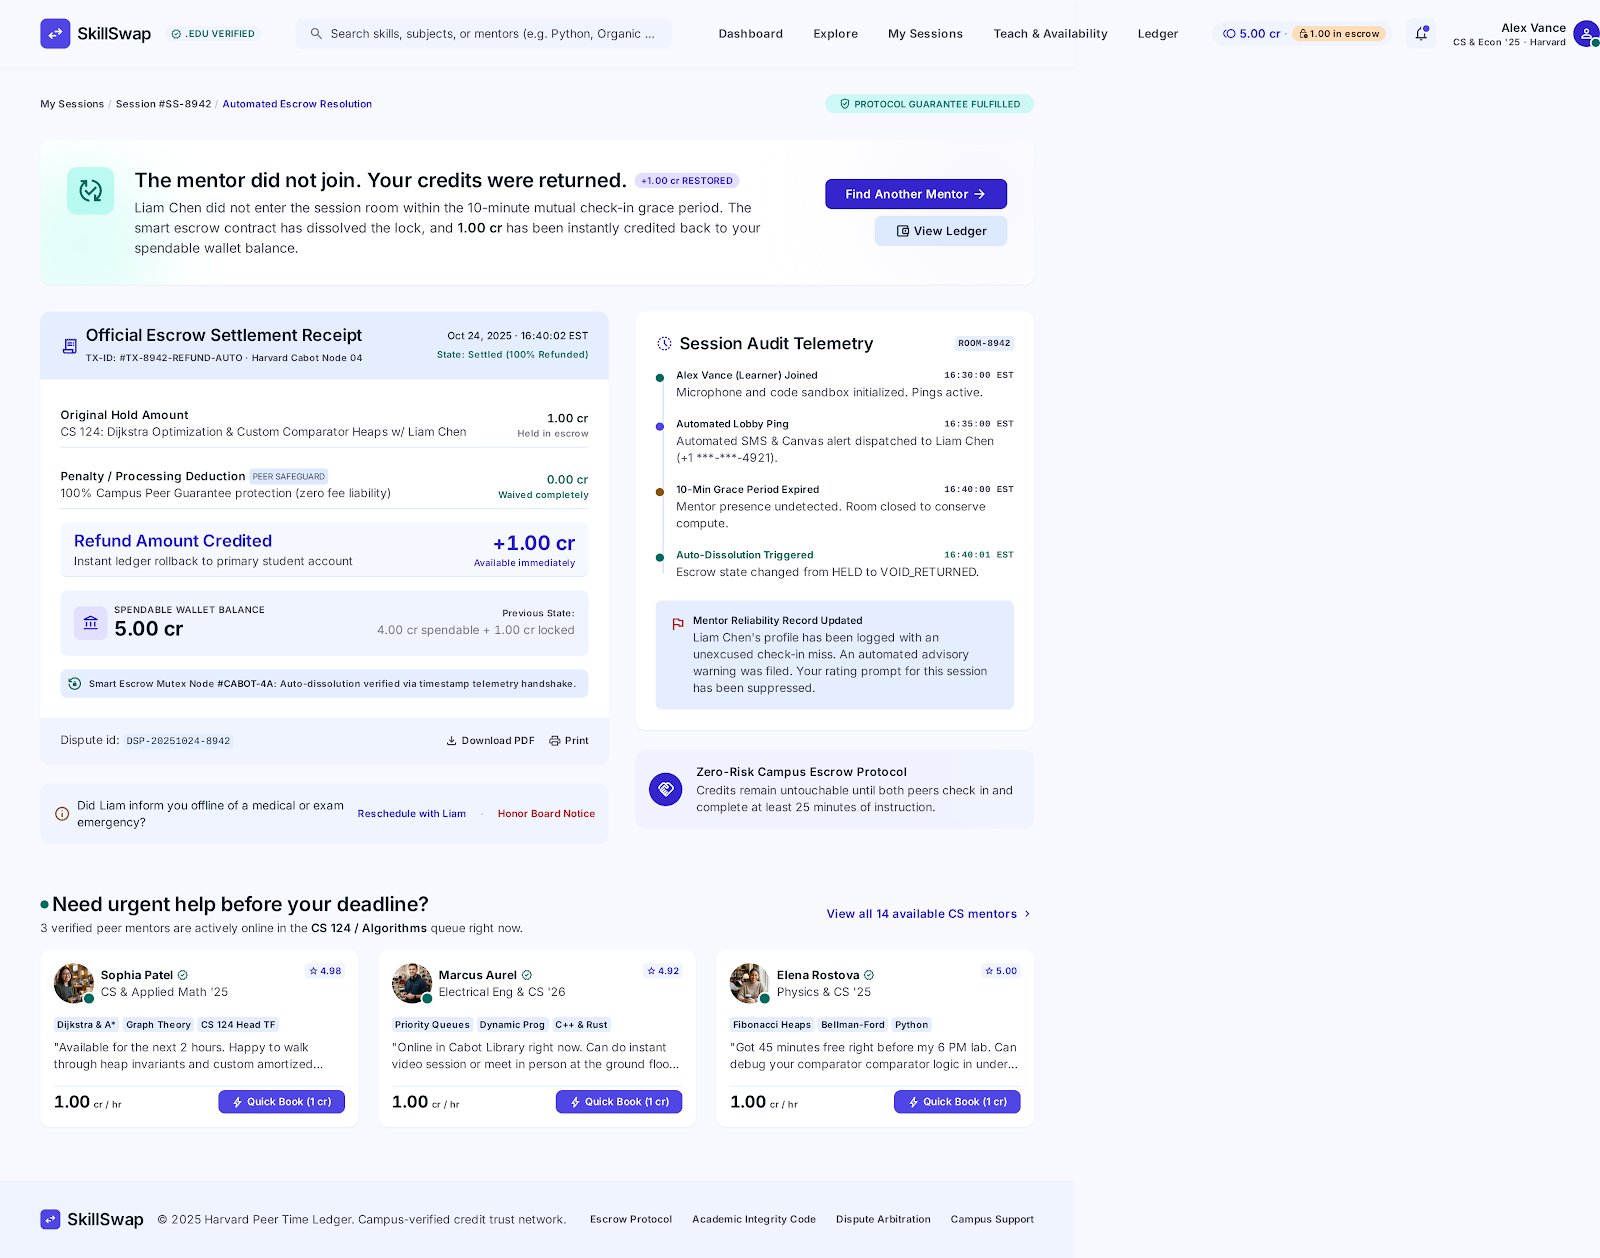 SkillSwap
.EDU VERIFIED
Search skills, subjects, or mentors (e.g. Python, Organic ...
Dashboard
Explore
My Sessions
Teach & Availability
Ledger
5.00 cr ·
1.00 in escrow
Alex Vance
CS & Econ '25 · Harvard
My Sessions / Session #SS-8942 / Automated Escrow Resolution
PROTOCOL GUARANTEE FULFILLED
The mentor did not join. Your credits were returned.
+1.00 cr RESTORED
Liam Chen did not enter the session room within the 10-minute mutual check-in grace period. The
smart escrow contract has dissolved the lock, and 1.00 cr has been instantly credited back to your
spendable wallet balance.
Find Another Mentor
View Ledger
Official Escrow Settlement Receipt
TX-ID: #TX-8942-REFUND-AUTO · Harvard Cabot Node 04
Oct 24, 2025 · 16:40:02 EST
State: Settled (100% Refunded)
Original Hold Amount
CS 124: Dijkstra Optimization & Custom Comparator Heaps w/ Liam Chen
1.00 cr
Held in escrow
Penalty / Processing Deduction
PEER SAFEGUARD
100% Campus Peer Guarantee protection (zero fee liability)
0.00 cr
Waived completely
Refund Amount Credited
Instant ledger rollback to primary student account
+1.00 cr
Available immediately
SPENDABLE WALLET BALANCE
5.00 cr
Previous State:
4.00 cr spendable + 1.00 cr locked
Smart Escrow Mutex Node #CABOT-4A: Auto-dissolution verified via timestamp telemetry handshake.
Dispute id: DSP-20251024-8942
Download PDF
Print
Did Liam inform you offline of a medical or exam
emergency?
Reschedule with Liam
·
Honor Board Notice
Session Audit Telemetry
ROOM-8942
Alex Vance (Learner) Joined
16:30:00 EST
Microphone and code sandbox initialized. Pings active.
Automated Lobby Ping
16:35:00 EST
Automated SMS & Canvas alert dispatched to Liam Chen
(+1 ***-***-4921).
10-Min Grace Period Expired
16:40:00 EST
Mentor presence undetected. Room closed to conserve
compute.
Auto-Dissolution Triggered
16:40:01 EST
Escrow state changed from HELD to VOID_RETURNED.
Mentor Reliability Record Updated
Liam Chen's profile has been logged with an
unexcused check-in miss. An automated advisory
warning was filed. Your rating prompt for this session
has been suppressed.
Zero-Risk Campus Escrow Protocol
Credits remain untouchable until both peers check in and
complete at least 25 minutes of instruction.
Need urgent help before your deadline?
3 verified peer mentors are actively online in the CS 124 / Algorithms queue right now.
View all 14 available CS mentors
Sophia Patel
CS & Applied Math '25
4.98
Dijkstra & A*
Graph Theory
CS 124 Head TF
"Available for the next 2 hours. Happy to walk
through heap invariants and custom amortized...
1.00 cr / hr
Quick Book (1 cr)
Marcus Aurel
Electrical Eng & CS '26
4.92
Priority Queues
Dynamic Prog
C++ & Rust
"Online in Cabot Library right now. Can do instant
video session or meet in person at the ground floo...
1.00 cr / hr
Quick Book (1 cr)
Elena Rostova
Physics & CS '25
5.00
Fibonacci Heaps
Bellman-Ford
Python
"Got 45 minutes free right before my 6 PM lab. Can
debug your comparator comparator logic in under...
1.00 cr / hr
Quick Book (1 cr)
SkillSwap
© 2025 Harvard Peer Time Ledger. Campus-verified credit trust network.
Escrow Protocol
Academic Integrity Code
Dispute Arbitration
Campus Support